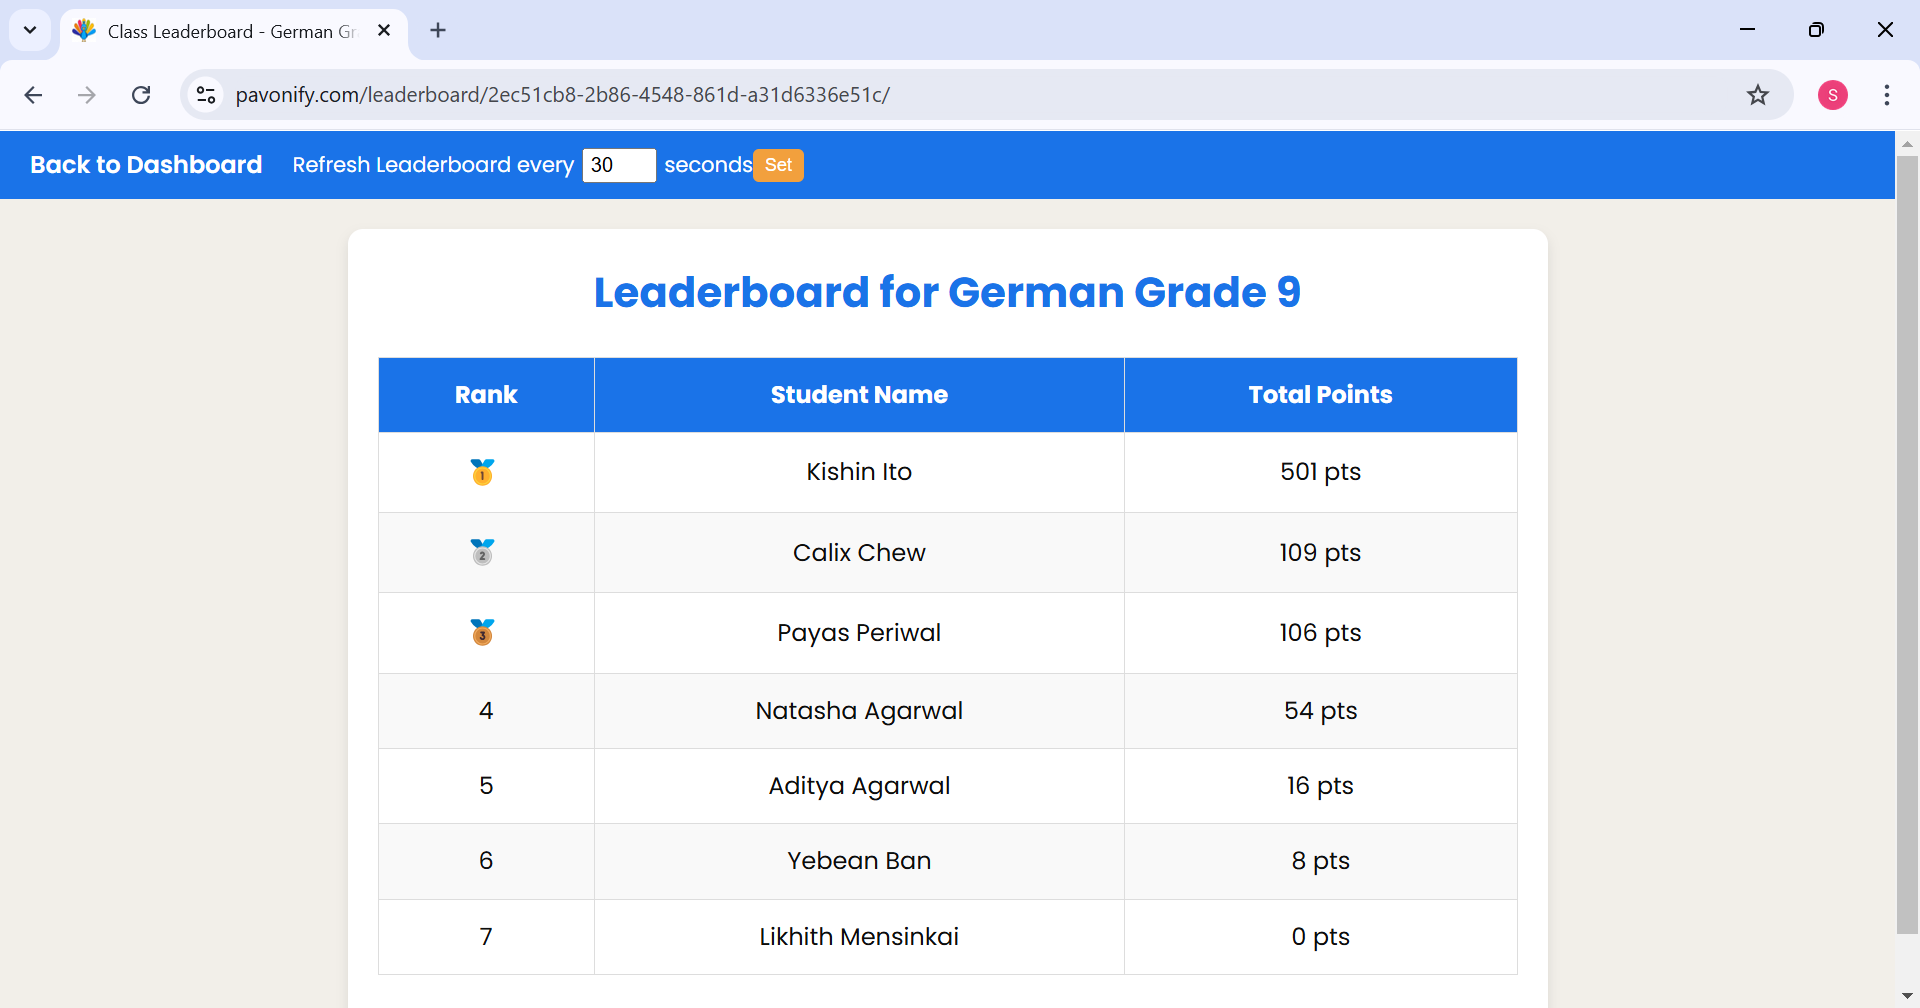 Class Leaderboard - German Gr
pavonify.com/leaderboard/2ec51cb8-2b86-4548-861d-a31d6336e51c/
S
Back to Dashboard Refresh Leaderboard every 30 seconds Set
Leaderboard for German Grade 9
Rank Student Name Total Points
1 Kishin Ito 501 pts
2 Calix Chew 109 pts
3 Payas Periwal 106 pts
4 Natasha Agarwal 54 pts
5 Aditya Agarwal 16 pts
6 Yebean Ban 8 pts
7 Likhith Mensinkai 0 pts